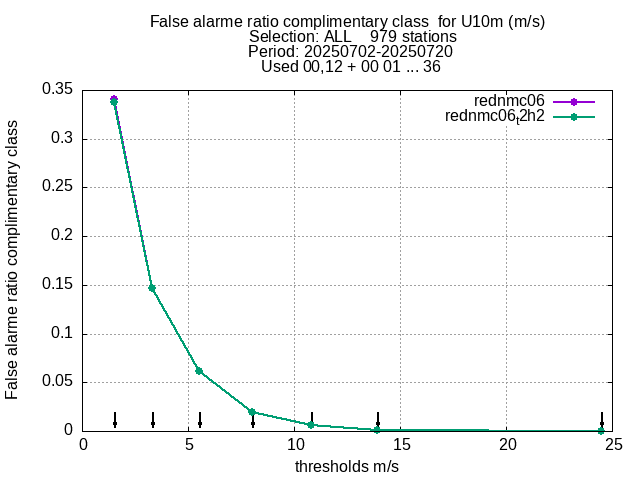 False alarme ratio complimentary class  for U10m (m/s)
Selection: ALL    979 stations
Period: 20250702-20250720
Used 00,12 + 00 01 ... 36
rednmc06
rednmc06t2h2
False alarme ratio complimentary class
0.35
0.3
0.25
0.2
0.15
0.1
0.05
0
0 5 10 15 20 25
thresholds m/s